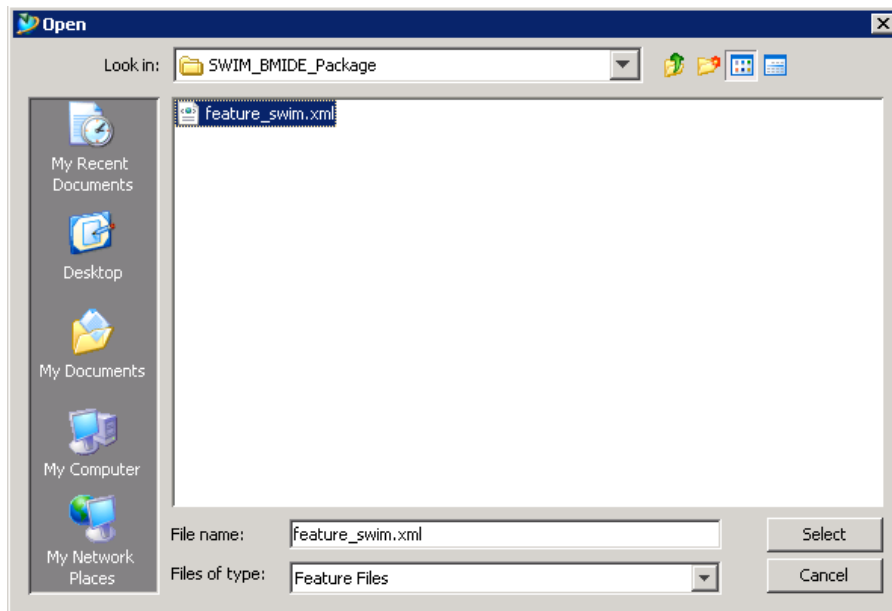 Open
Look in:
SWIM_BMIDE_Package
feature_swim.xml
My Recent
Documents
Desktop
My Documents
My Computer
My Network
Places
File name:
feature_swim.xml
Select
Files of type:
Feature Files
Cancel